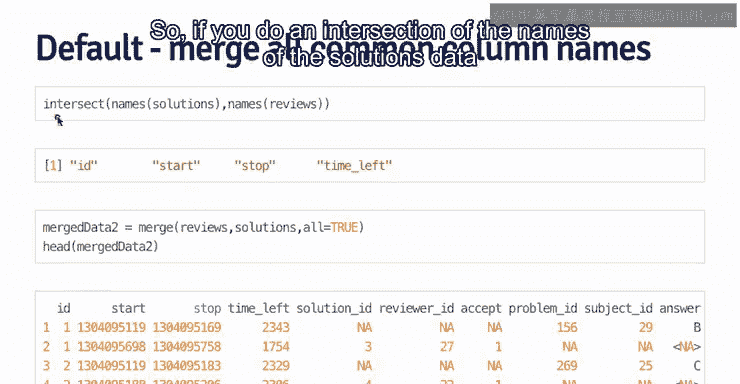 So, if you do an intersection of the names
of the solutions data
Default - merge all common column names
intersect(names(solutions),names(reviews))
[1] "id" "start" "stop" "time_left"
mergedData2 = merge(reviews,solutions,all=TRUE)
head(mergedData2)
id start stop time_left solution_id reviewer_id accept problem_id subject_id answer
1 1 1304095119 1304095169 2343 NA NA NA 156 29 B
2 1 1304095698 1304095758 1754 3 27 1 NA NA <NA>
3 2 1304095119 1304095183 2329 NA NA NA 269 25 C